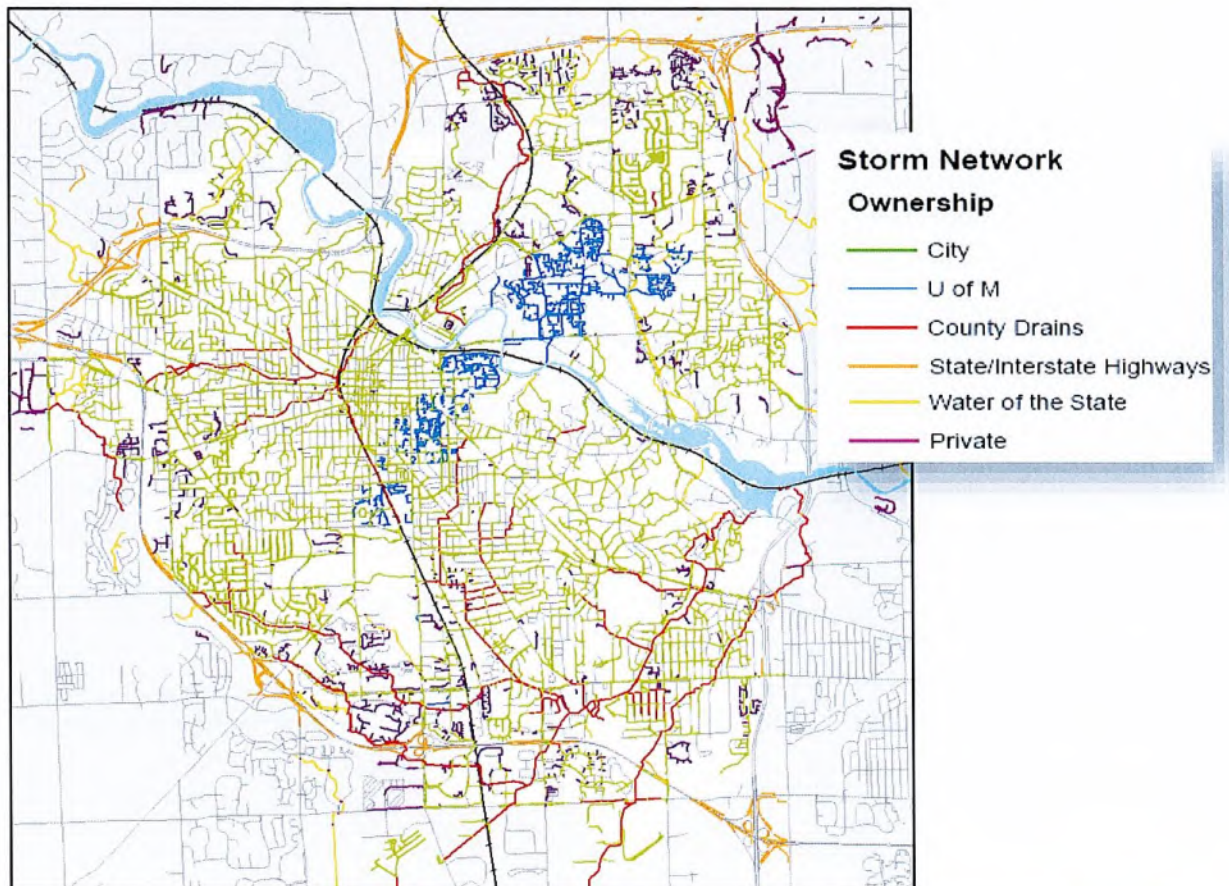 Storm Network
Ownership
City
U of M
County Drains
State/Interstate Highways
Water of the State
Private